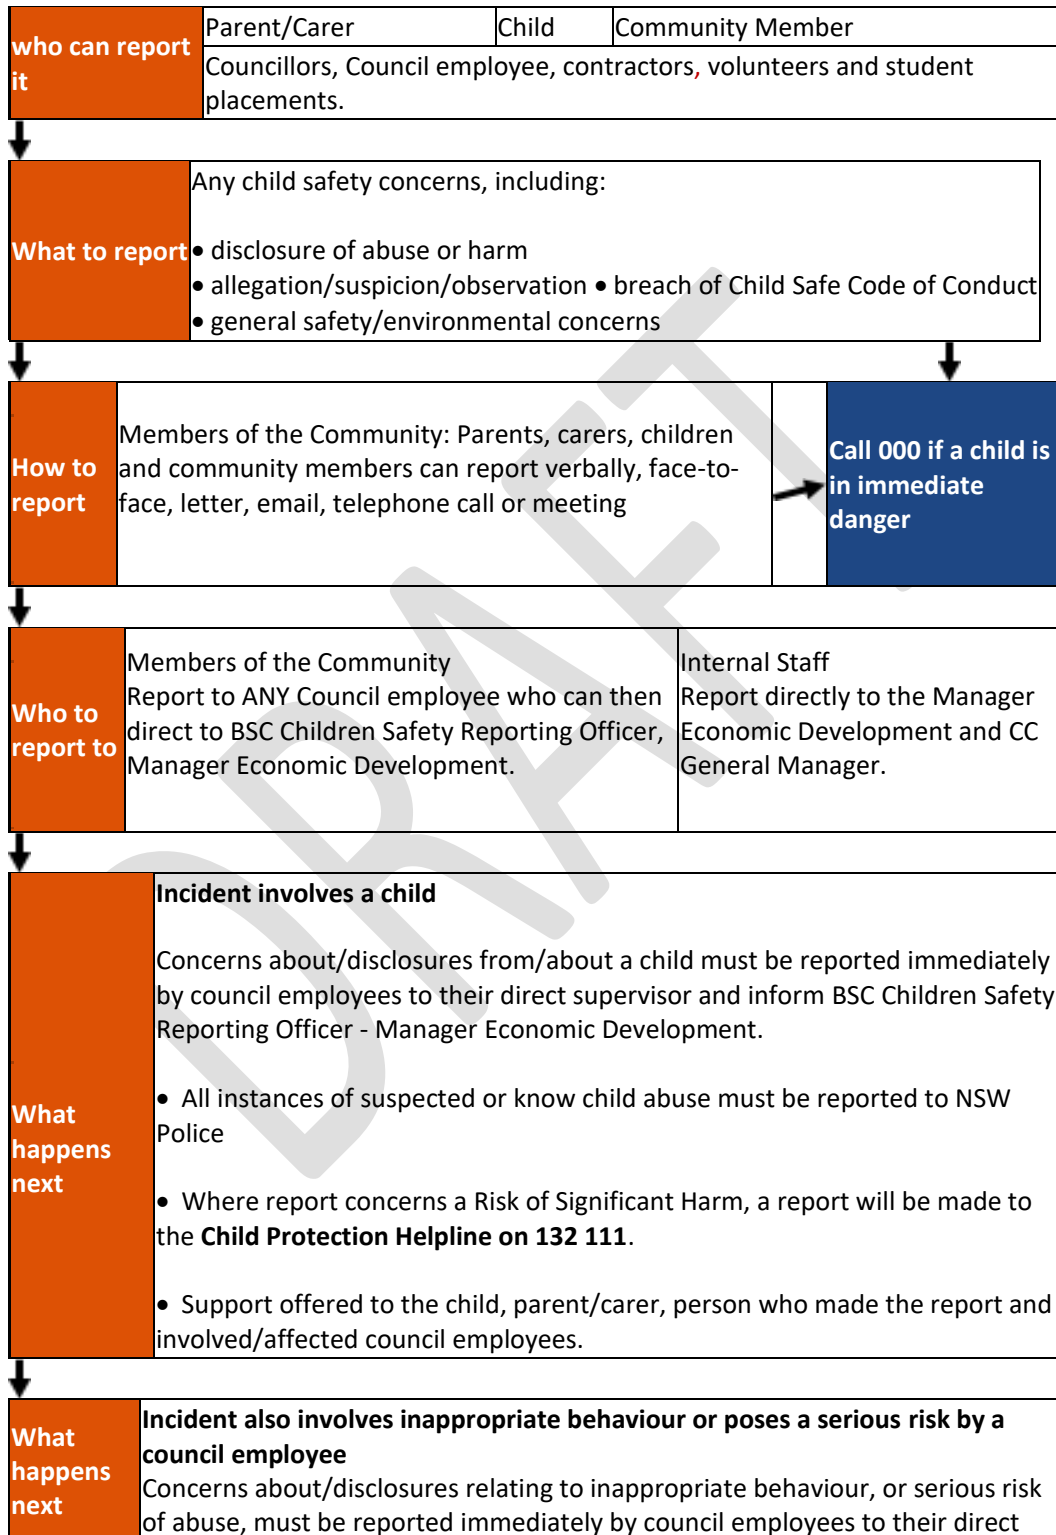 who can report it
Parent/Carer
Child
Community Member
Councillors, Council employee, contractors, volunteers and student
placements.
What to report
Any child safety concerns, including:
• disclosure of abuse or harm
• allegation/suspicion/observation • breach of Child Safe Code of Conduct
• general safety/environmental concerns
How to
report
Members of the Community: Parents, carers, children
and community members can report verbally, face-to-
face, letter, email, telephone call or meeting
Call 000 if a child is
in immediate
danger
Who to
report to
Members of the Community
Report to ANY Council employee who can then
direct to BSC Children Safety Reporting Officer,
Manager Economic Development.
Internal Staff
Report directly to the Manager
Economic Development and CC
General Manager.
What
happens
next
Incident involves a child
Concerns about/disclosures from/about a child must be reported immediately
by council employees to their direct supervisor and inform BSC Children Safety
Reporting Officer - Manager Economic Development.
• All instances of suspected or know child abuse must be reported to NSW
Police
• Where report concerns a Risk of Significant Harm, a report will be made to
the Child Protection Helpline on 132 111.
• Support offered to the child, parent/carer, person who made the report and
involved/affected council employees.
What
happens
next
Incident also involves inappropriate behaviour or poses a serious risk by a
council employee
Concerns about/disclosures relating to inappropriate behaviour, or serious risk
of abuse, must be reported immediately by council employees to their direct
DRAFT